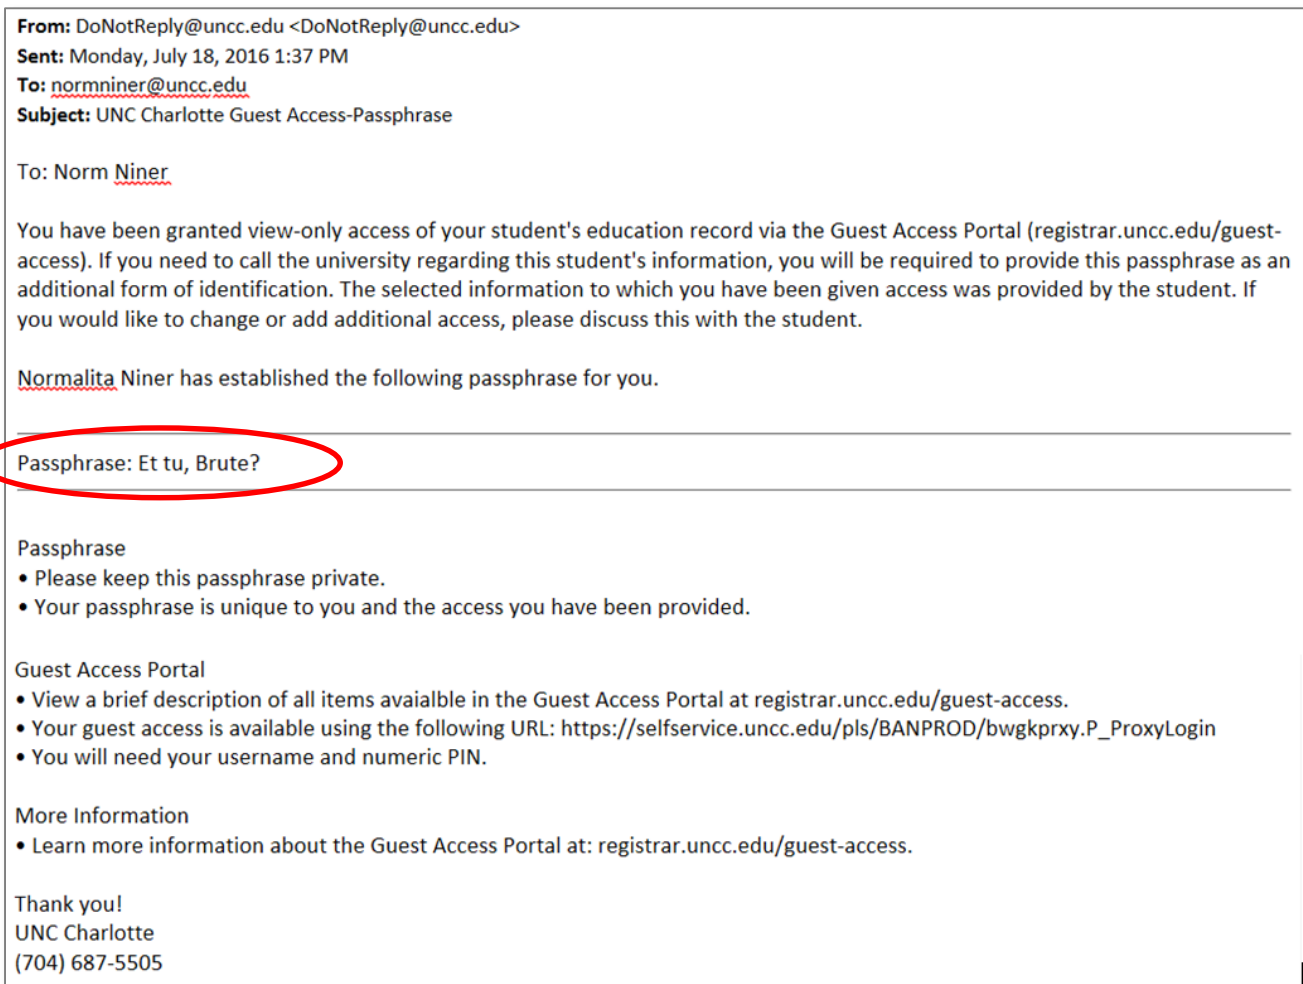 From: DoNotReply@uncc.edu <DoNotReply@uncc.edu>
Sent: Monday, July 18, 2016 1:37 PM
To: normniner@uncc.edu
Subject: UNC Charlotte Guest Access-Passphrase
To: Norm Niner
You have been granted view-only access of your student's education record via the Guest Access Portal (registrar.uncc.edu/guest-
access). If you need to call the university regarding this student's information, you will be required to provide this passphrase as an
additional form of identification. The selected information to which you have been given access was provided by the student. If
you would like to change or add additional access, please discuss this with the student.
Normalita Niner has established the following passphrase for you.
Passphrase: Et tu, Brute?
Passphrase
• Please keep this passphrase private.
• Your passphrase is unique to you and the access you have been provided.
Guest Access Portal
• View a brief description of all items avaialble in the Guest Access Portal at registrar.uncc.edu/guest-access.
• Your guest access is available using the following URL: https://selfservice.uncc.edu/pls/BANPROD/bwgkprxy.P_ProxyLogin
• You will need your username and numeric PIN.
More Information
• Learn more information about the Guest Access Portal at: registrar.uncc.edu/guest-access.
Thank you!
UNC Charlotte
(704) 687-5505